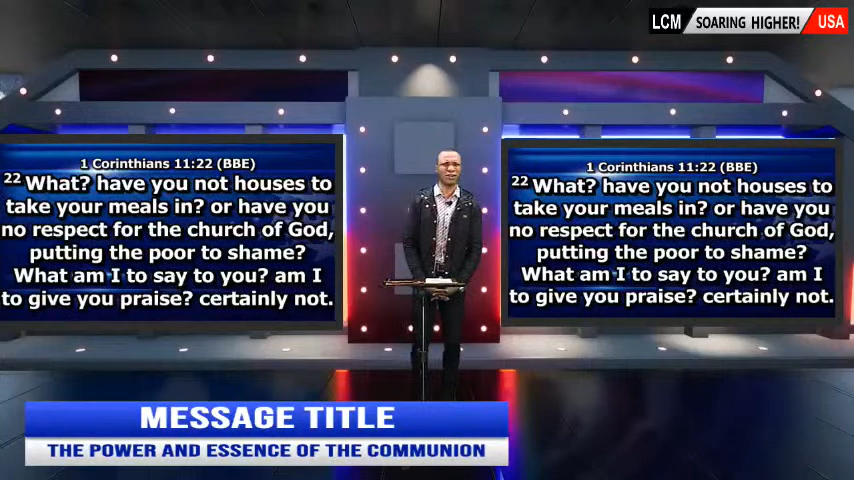 LCM SOARING HIGHER! USA
1 Corinthians 11:22 (BBE)
22 What? have you not houses to
take your meals in? or have you
no respect for the church of God,
putting the poor to shame?
What am I to say to you? am I
to give you praise? certainly not.
1 Corinthians 11:22 (BBE)
22 What? have you not houses to
take your meals in? or have you
no respect for the church of God,
putting the poor to shame?
What am I to say to you? am I
to give you praise? certainly not.
MESSAGE TITLE
THE POWER AND ESSENCE OF THE COMMUNION